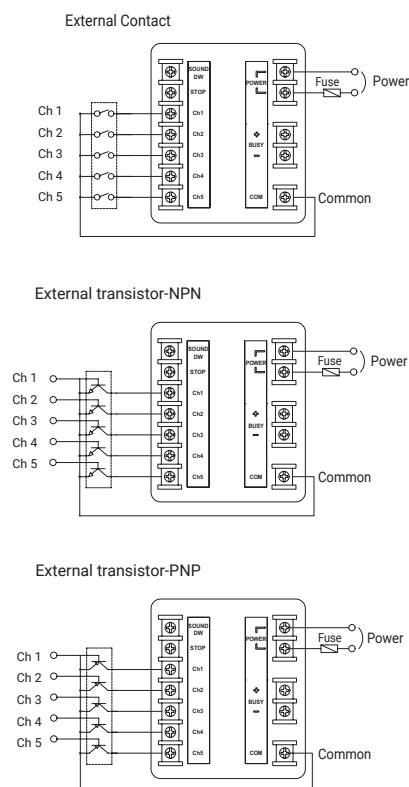 External Contact
SOUND
DW
STOP
POWER
Fuse
Power
Ch 1
Ch1
Ch 2
Ch2
+
Ch 3
Ch3
BUSY
-
Ch 4
Ch4
Ch 5
Ch5
COM
Common
External transistor-NPN
SOUND
DW
STOP
POWER
Fuse
Power
Ch 1
Ch1
Ch 2
Ch2
+
Ch 3
Ch3
BUSY
-
Ch 4
Ch4
Ch 5
Ch5
COM
Common
External transistor-PNP
SOUND
DW
STOP
POWER
Fuse
Power
Ch 1
Ch1
Ch 2
Ch2
+
Ch 3
Ch3
BUSY
-
Ch 4
Ch4
Ch 5
Ch5
COM
Common